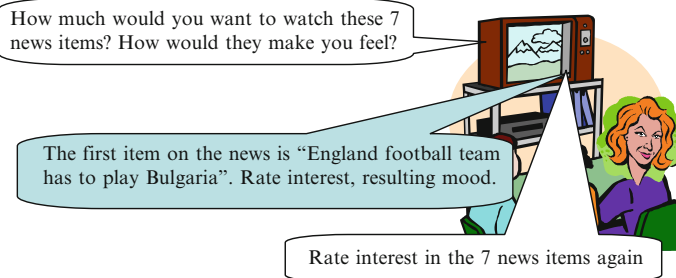 How much would you want to watch these 7
news items? How would they make you feel?
The first item on the news is “England football team
has to play Bulgaria”. Rate interest, resulting mood.
Rate interest in the 7 news items again